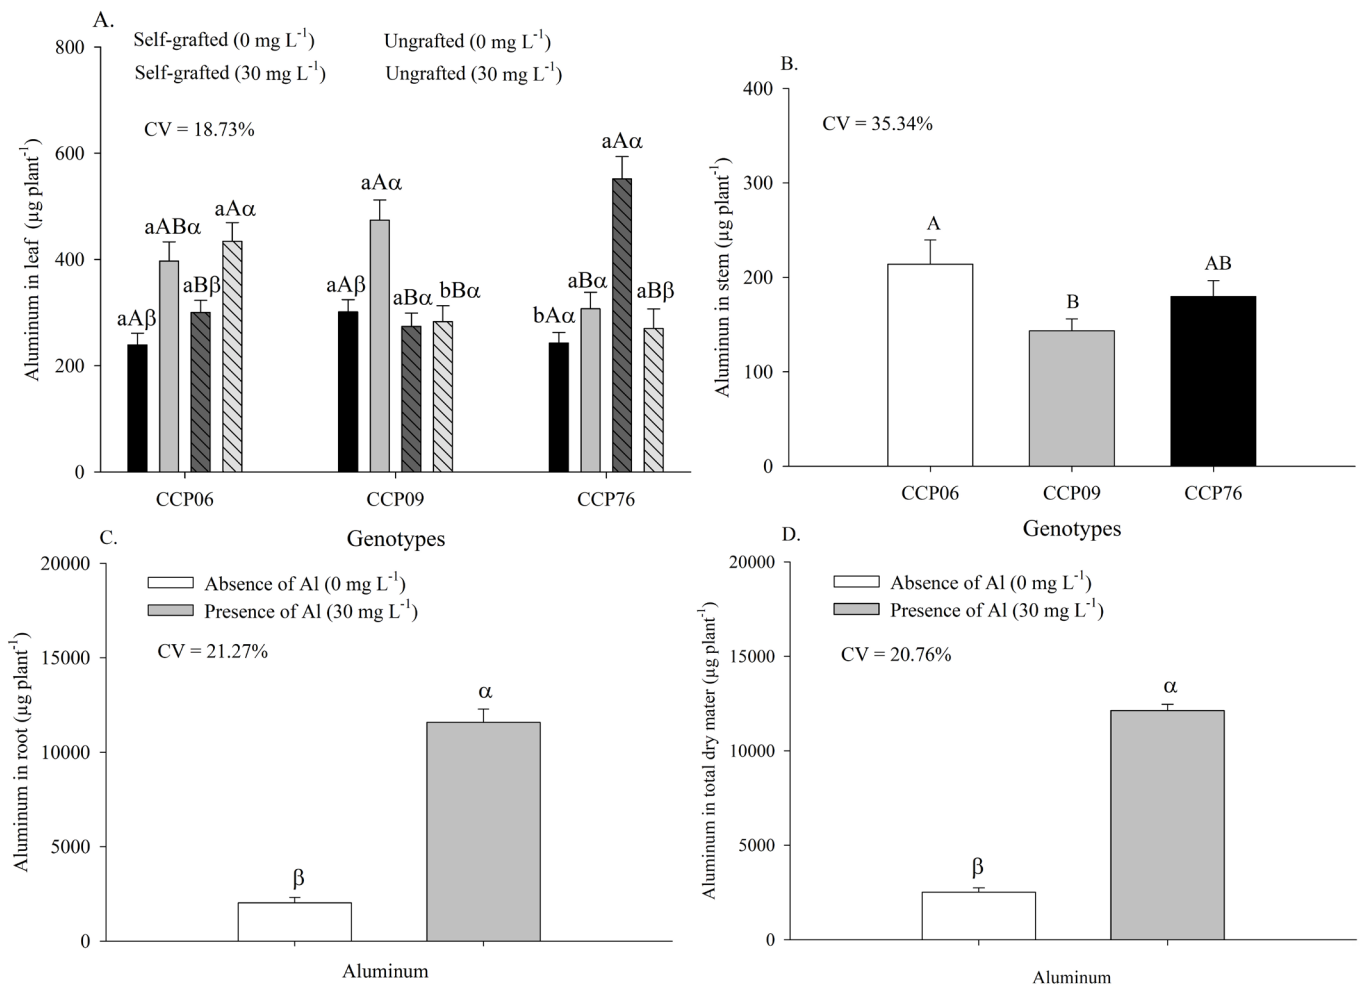 A.
Self-grafted (0 mg L⁻¹) Ungrafted (0 mg L⁻¹)
Self-grafted (30 mg L⁻¹) Ungrafted (30 mg L⁻¹)
CV = 18.73%
Aluminum in leaf (µg plant⁻¹)
800
600
400
200
0
aAβ aABα aBβ aAα
aAβ aAα aBα bBα
bAα aBα aAα aBβ
CCP06 CCP09 CCP76
Genotypes
B.
CV = 35.34%
Aluminun in stem (µg plant⁻¹)
400
300
200
100
0
A B AB
CCP06 CCP09 CCP76
Genotypes
C.
Absence of Al (0 mg L⁻¹)
Presence of Al (30 mg L⁻¹)
CV = 21.27%
Aluminum in root (µg plant⁻¹)
20000
15000
10000
5000
0
β α
Aluminum
D.
Absence of Al (0 mg L⁻¹)
Presence of Al (30 mg L⁻¹)
CV = 20.76%
Aluminum in total dry mater (µg plant⁻¹)
20000
15000
10000
5000
0
β α
Aluminum